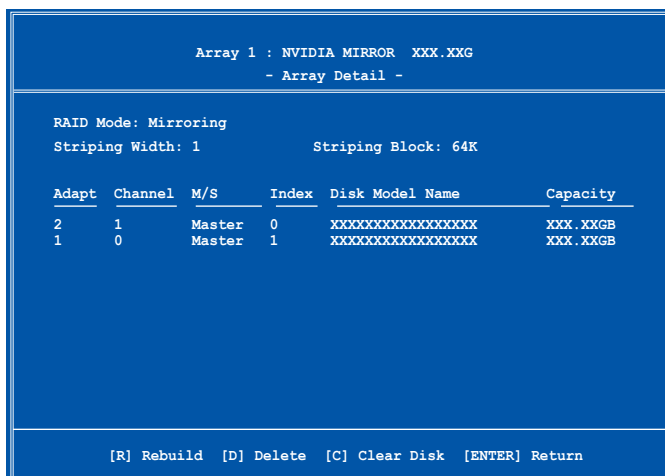 Array 1 : NVIDIA MIRROR XXX.XXG
- Array Detail -
RAID Mode: Mirroring
Striping Width: 1 Striping Block: 64K
Adapt Channel M/S Index Disk Model Name Capacity
2 1 Master 0 XXXXXXXXXXXXXXXXX XXX.XXGB
1 0 Master 1 XXXXXXXXXXXXXXXXX XXX.XXGB
[R] Rebuild [D] Delete [C] Clear Disk [ENTER] Return